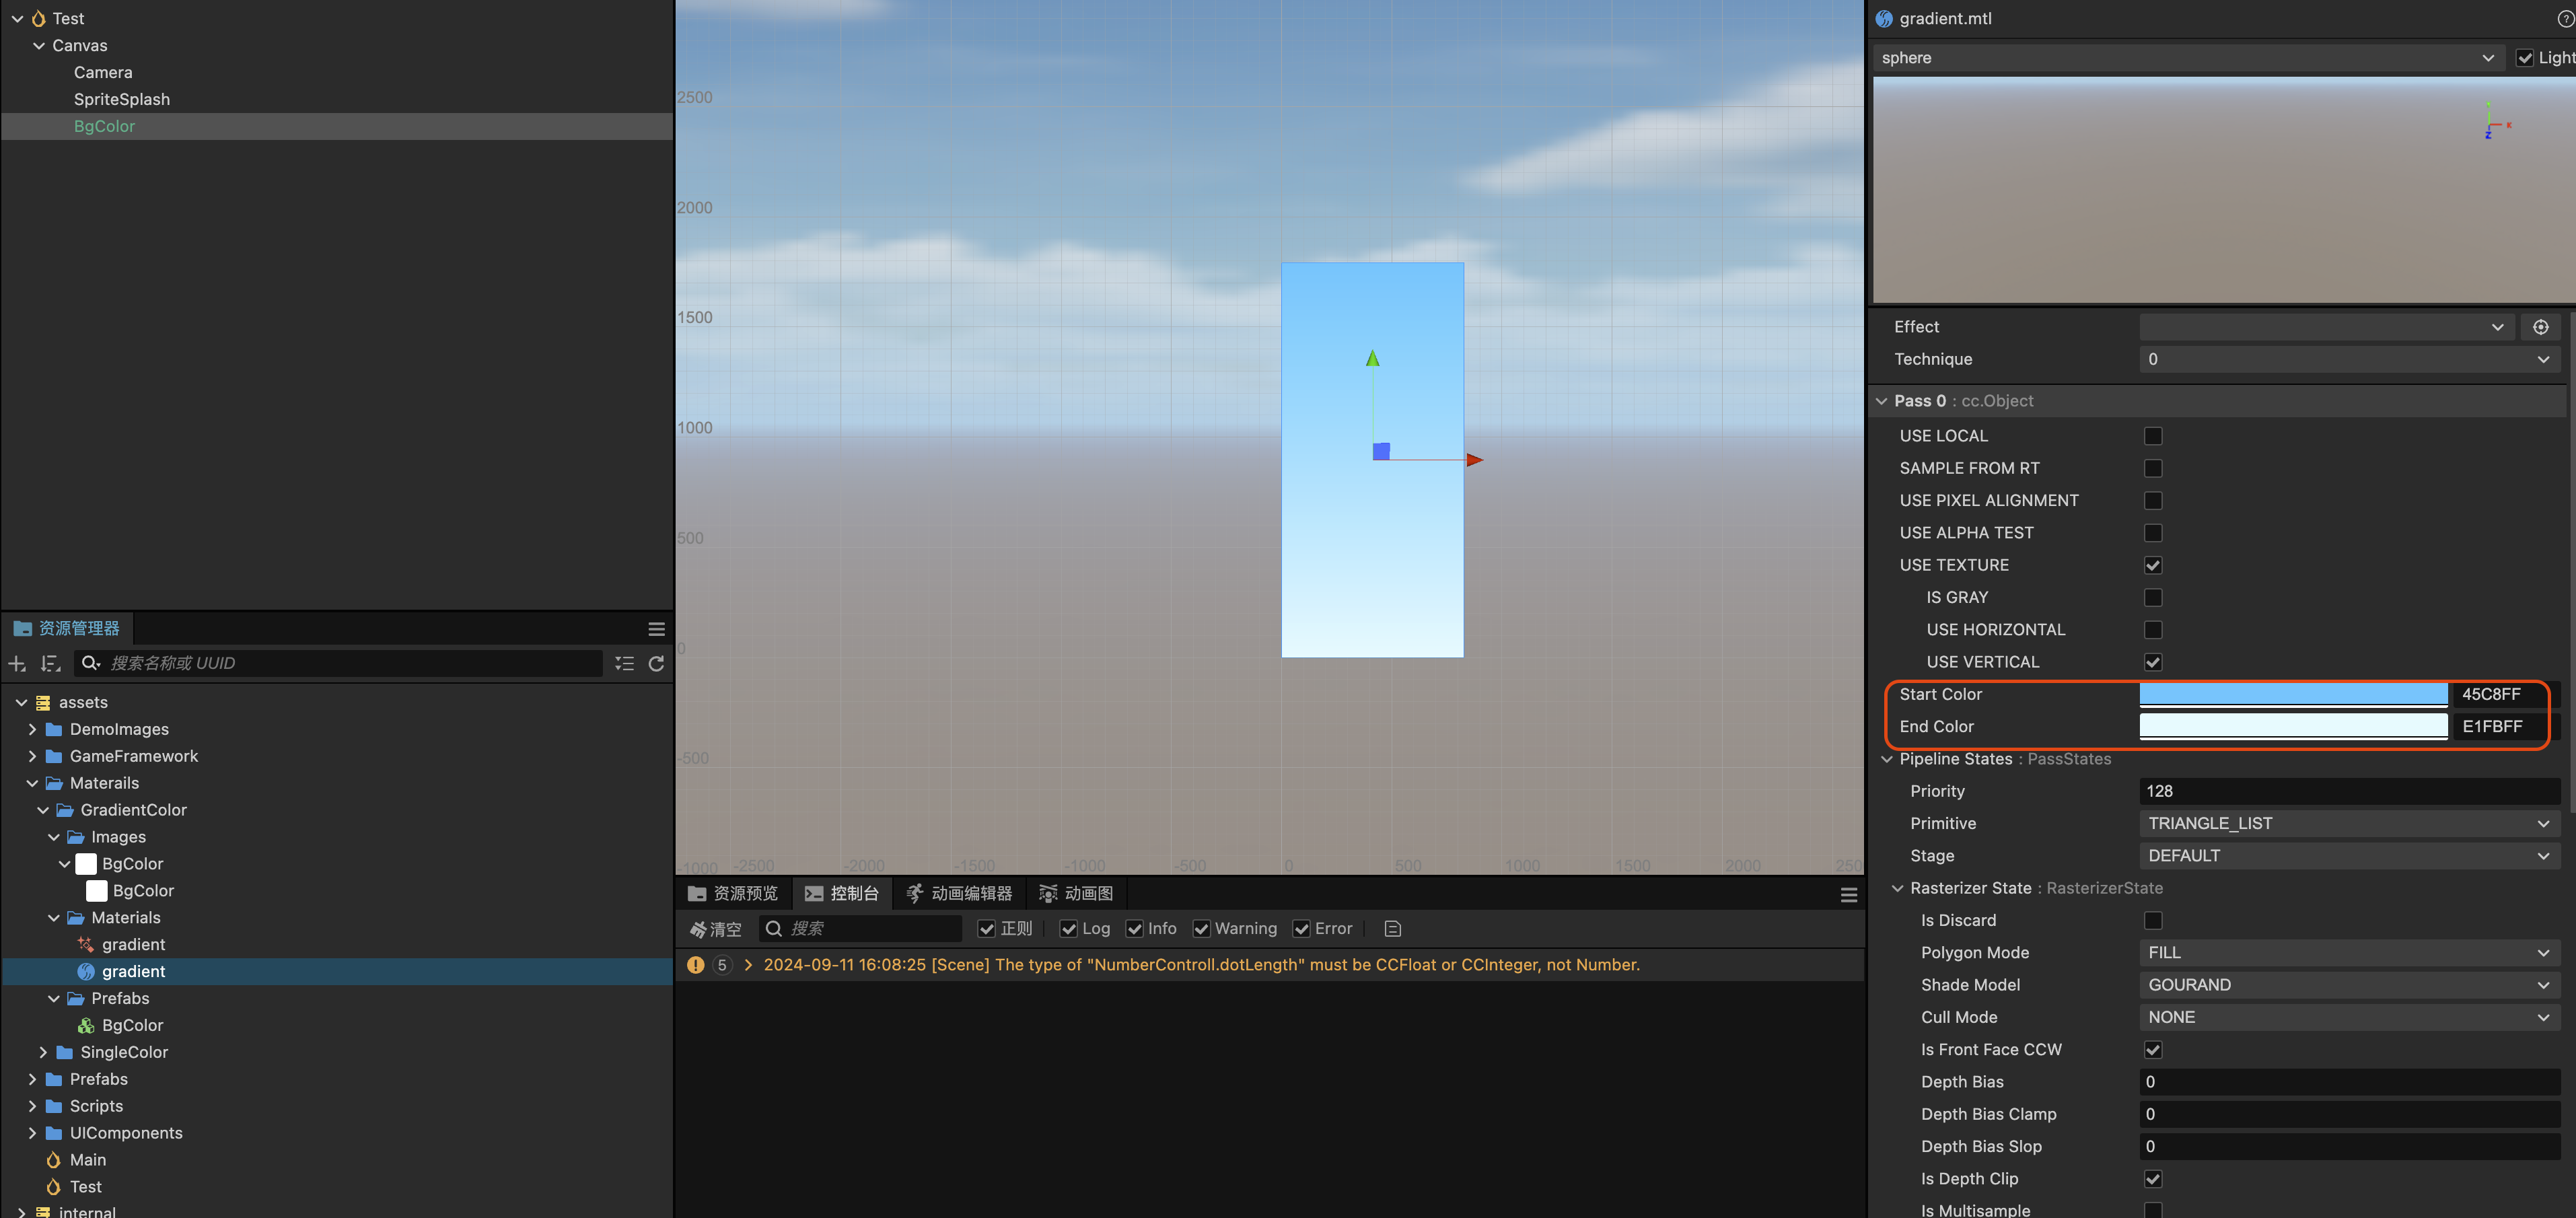 Test
Canvas
Camera
SpriteSplash
BgColor
资源管理器
搜索名称或 UUID
assets
DemoImages
GameFramework
Materails
GradientColor
Images
BgColor
BgColor
Materials
gradient
gradient
Prefabs
BgColor
SingleColor
Prefabs
Scripts
UIComponents
Main
Test
internal
2500
2000
1500
1000
500
0
-500
-1000
-2500
-2000
-1500
-1000
-500
0
500
1000
1500
2000
250
资源预览
控制台
动画编辑器
动画图
清空
搜索
正则
Log
Info
Warning
Error
5 2024-09-11 16:08:25 [Scene] The type of "NumberControll.dotLength" must be CCFloat or CCInteger, not Number.
gradient.mtl
sphere
Light
Z
Effect
Technique 0
Pass 0 : cc.Object
USE LOCAL
SAMPLE FROM RT
USE PIXEL ALIGNMENT
USE ALPHA TEST
USE TEXTURE
IS GRAY
USE HORIZONTAL
USE VERTICAL
Start Color 45C8FF
End Color E1FBFF
Pipeline States : PassStates
Priority 128
Primitive TRIANGLE_LIST
Stage DEFAULT
Rasterizer State : RasterizerState
Is Discard
Polygon Mode FILL
Shade Model GOURAND
Cull Mode NONE
Is Front Face CCW
Depth Bias 0
Depth Bias Clamp 0
Depth Bias Slop 0
Is Depth Clip
Is Multisample